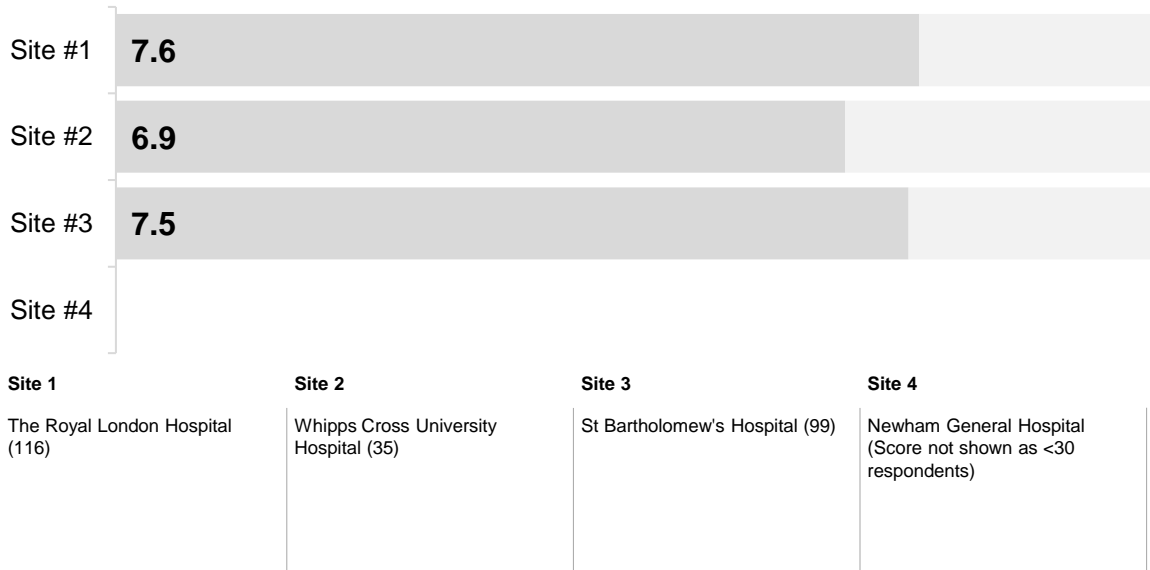 Site #1
7.6
Site #2
6.9
Site #3
7.5
Site #4
Site 1
The Royal London Hospital
(116)
Site 2
Whipps Cross University
Hospital (35)
Site 3
St Bartholomew's Hospital (99)
Site 4
Newham General Hospital
(Score not shown as <30
respondents)